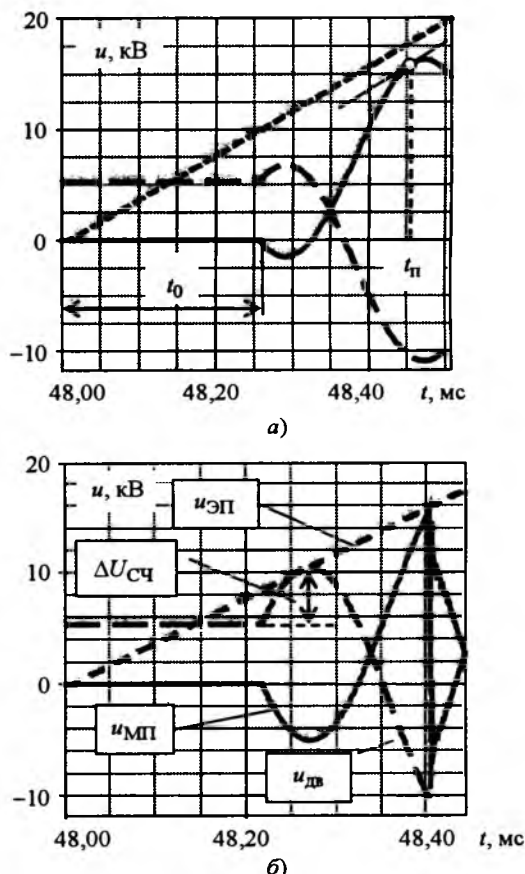 20
u, кВ
10
0
t₀
tп
−10
48,00
48,20
48,40
t, мс
а)
20
u, кВ
uЭП
ΔUСЧ
10
0
uМП
uдв
−10
48,00
48,20
48,40
t, мс
б)